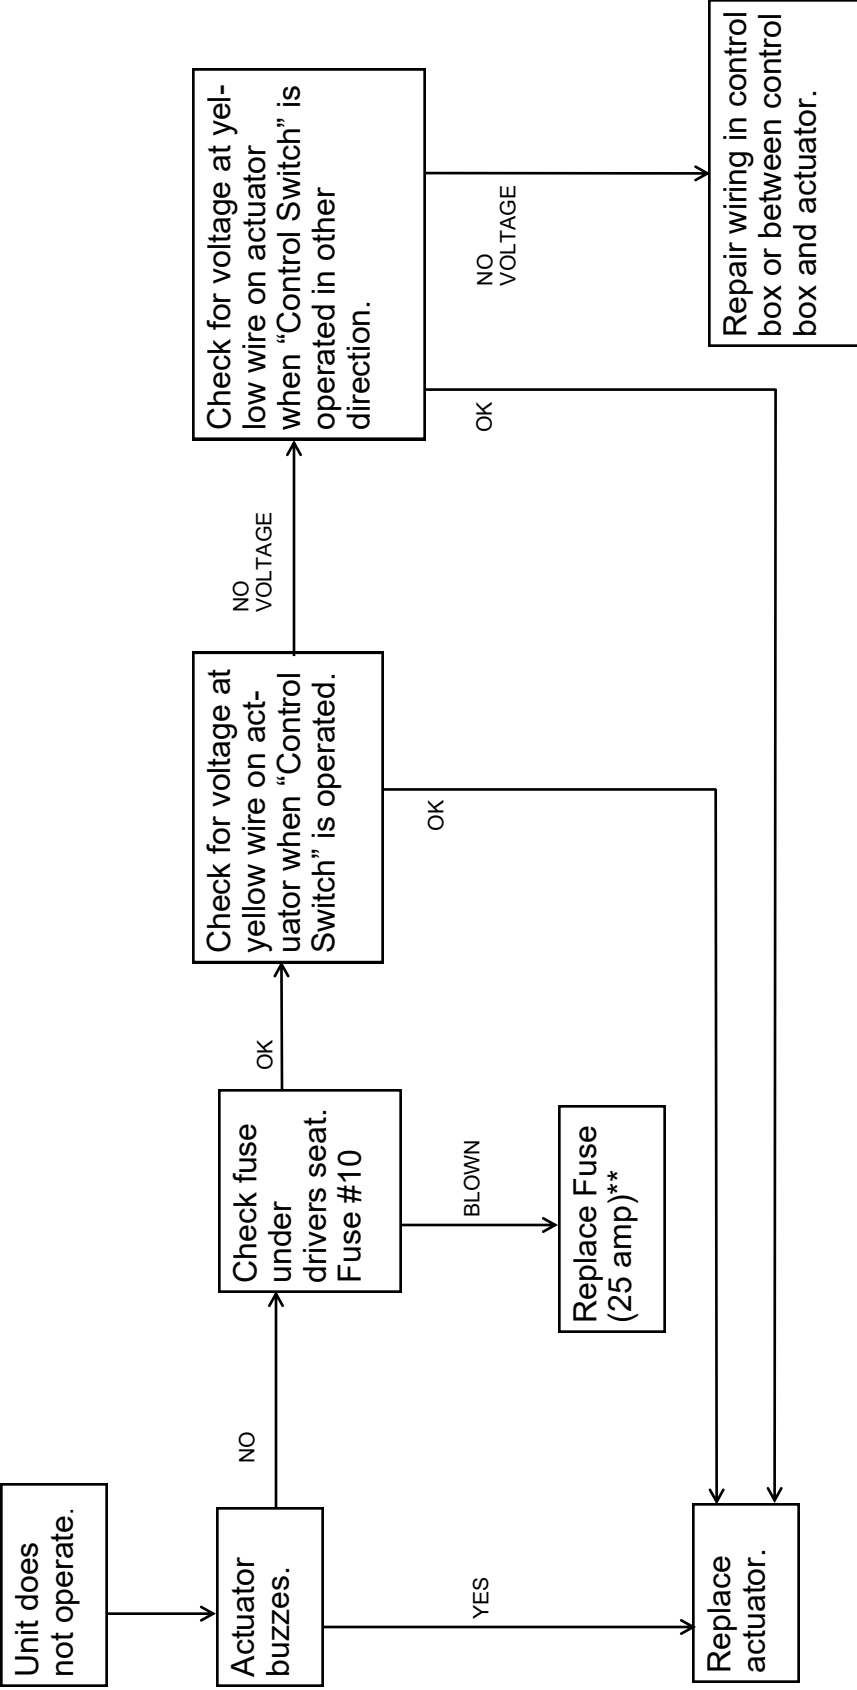 Unit does
not operate.
Actuator
buzzes.
NO
YES
Check fuse
under
drivers seat.
Fuse #10
OK
BLOWN
Replace Fuse
(25 amp)**
Check for voltage at
yellow wire on act-
uator when “Control
Switch” is operated.
NO
VOLTAGE
OK
Check for voltage at yel-
low wire on actuator
when “Control Switch” is
operated in other
direction.
NO
VOLTAGE
OK
Repair wiring in control
box or between control
box and actuator.
Replace
actuator.